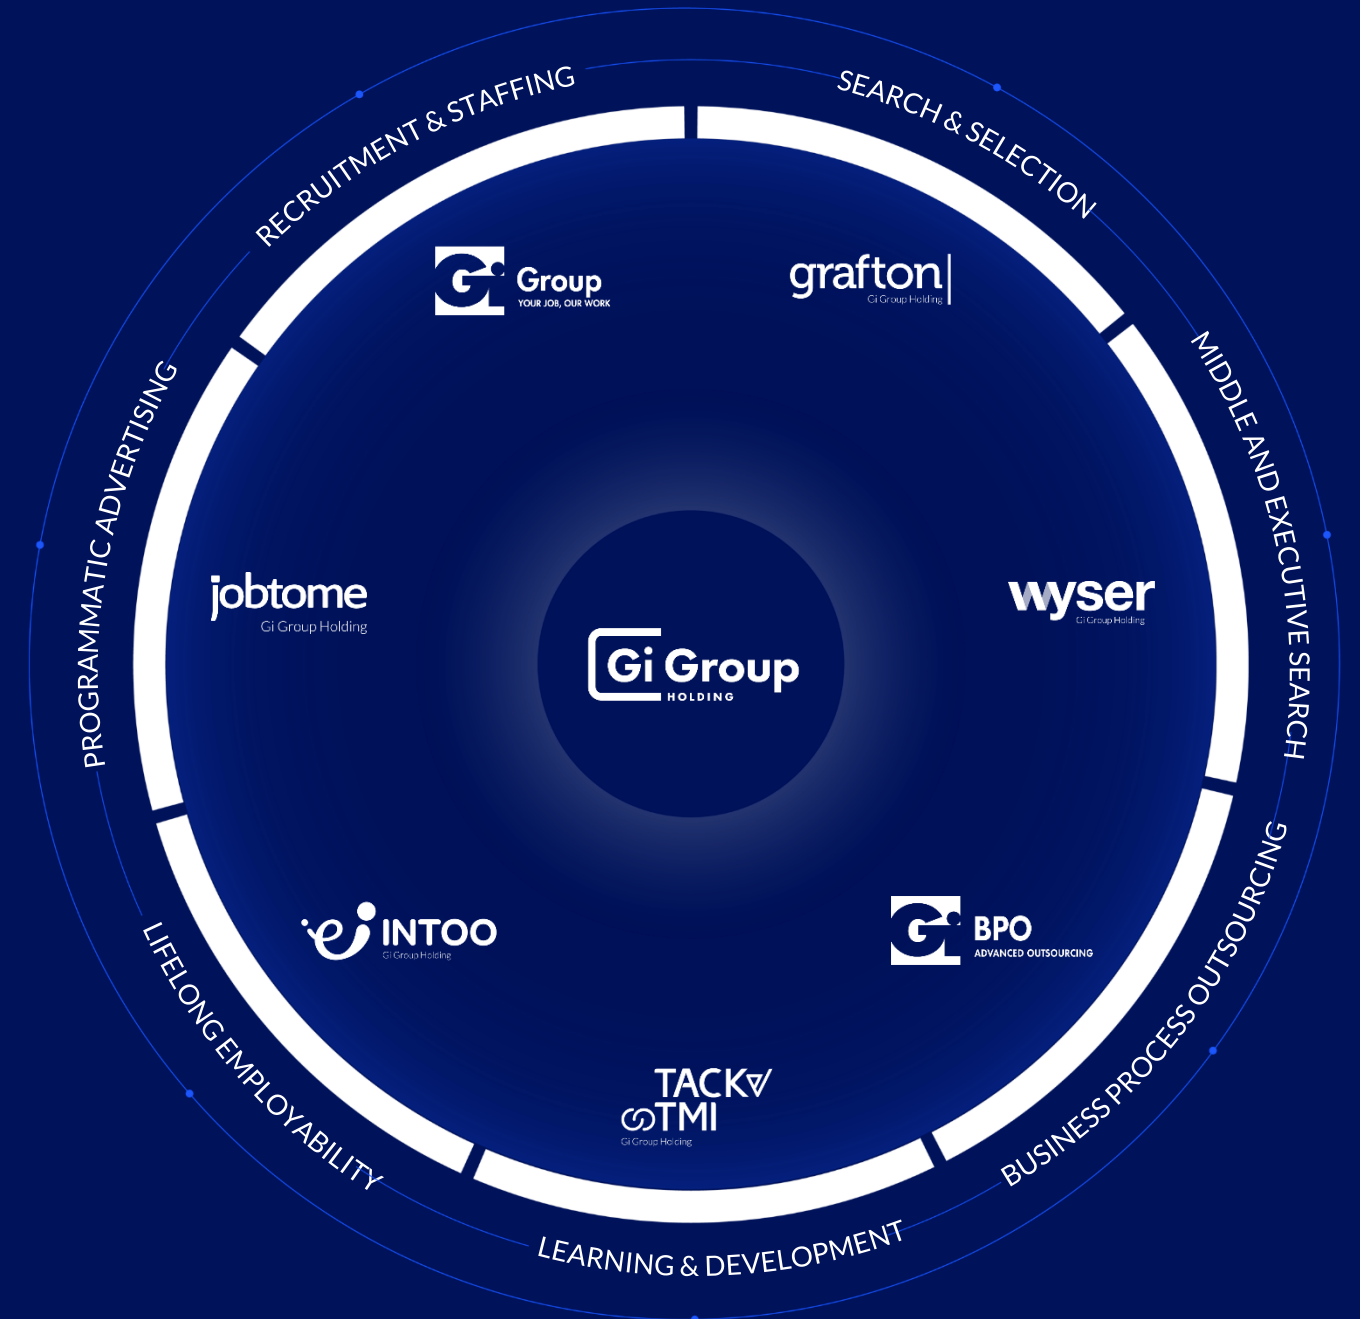 RECRUITMENT & STAFFING
SEARCH & SELECTION
MIDDLE AND EXECUTIVE SEARCH
BUSINESS PROCESS OUTSOURCING
LEARNING & DEVELOPMENT
LIFELONG EMPLOYABILITY
PROGRAMMATIC ADVERTISING
Gi Group
YOUR JOB, OUR WORK
grafton
Gi Group Holding
jobtome
Gi Group Holding
wyser
Gi Group Holding
Gi Group
HOLDING
INTOO
Gi Group Holding
Gi BPO
ADVANCED OUTSOURCING
TACK
TMI
Gi Group Holding